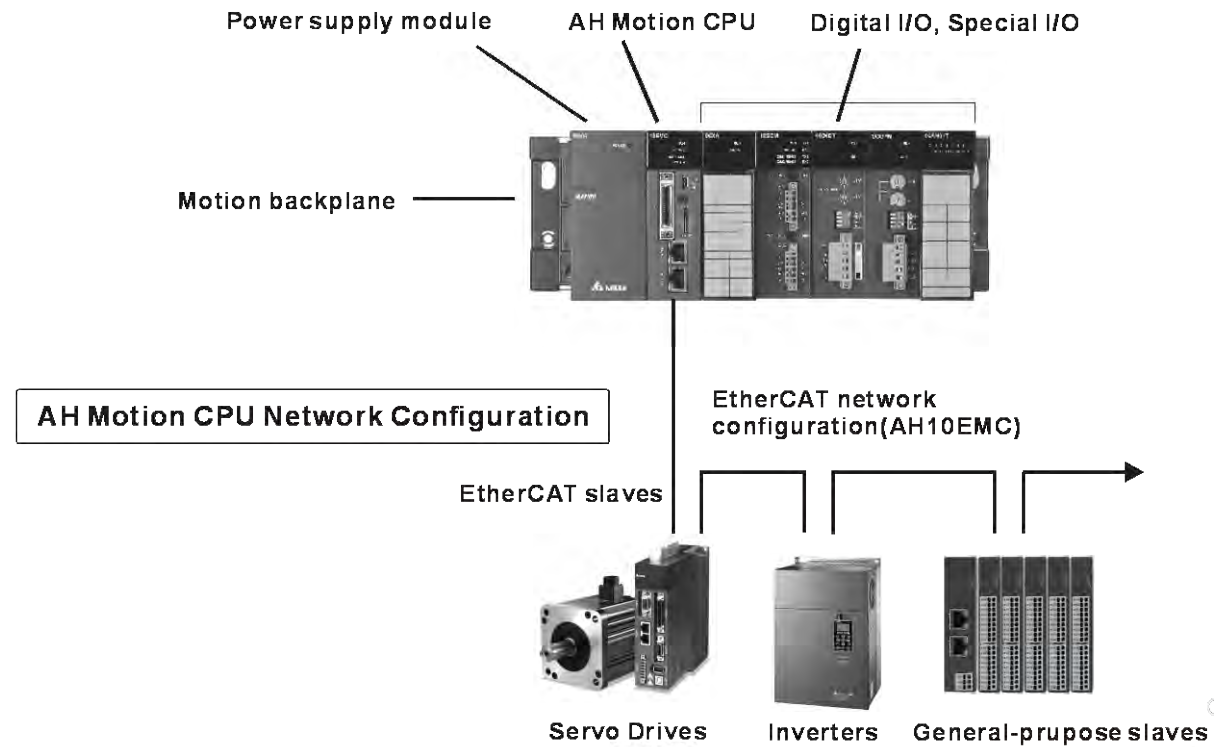 Power supply module
AH Motion CPU
Digital I/O, Special I/O
Motion backplane
AH Motion CPU Network Configuration
EtherCAT network
configuration(AH10EMC)
EtherCAT slaves
Servo Drives
Inverters
General-prupose slaves